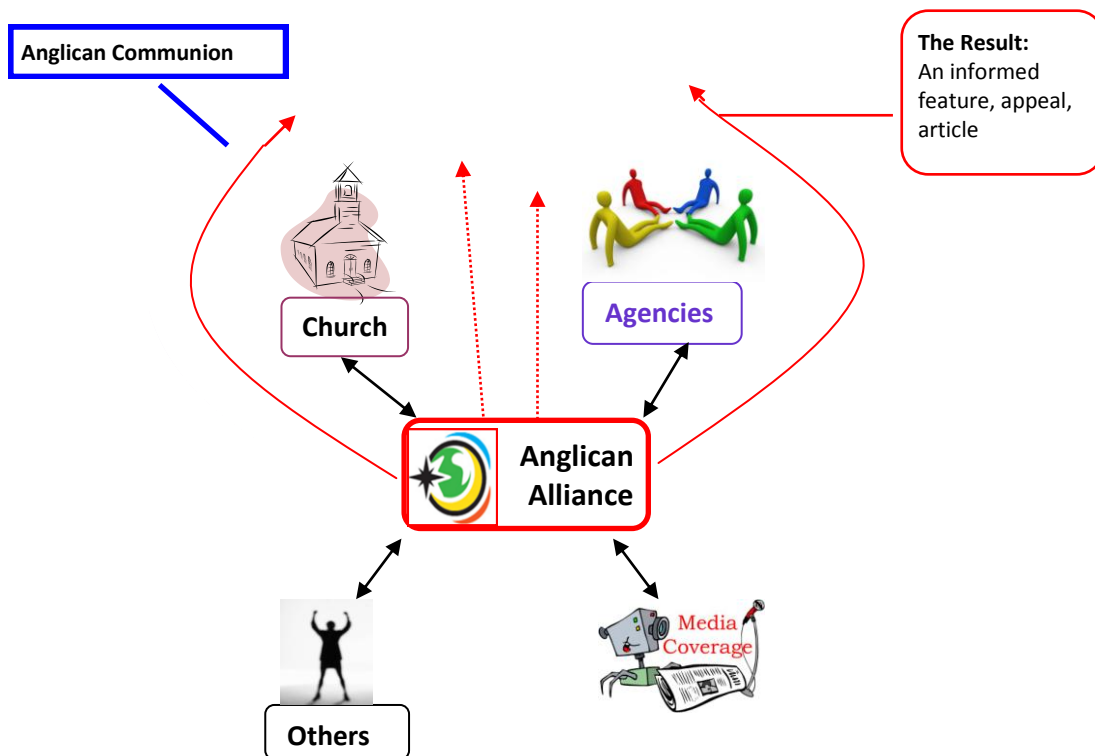 Anglican Communion
The Result:
An informed
feature, appeal,
article
Church
Agencies
Anglican
Alliance
Media
Coverage
Others